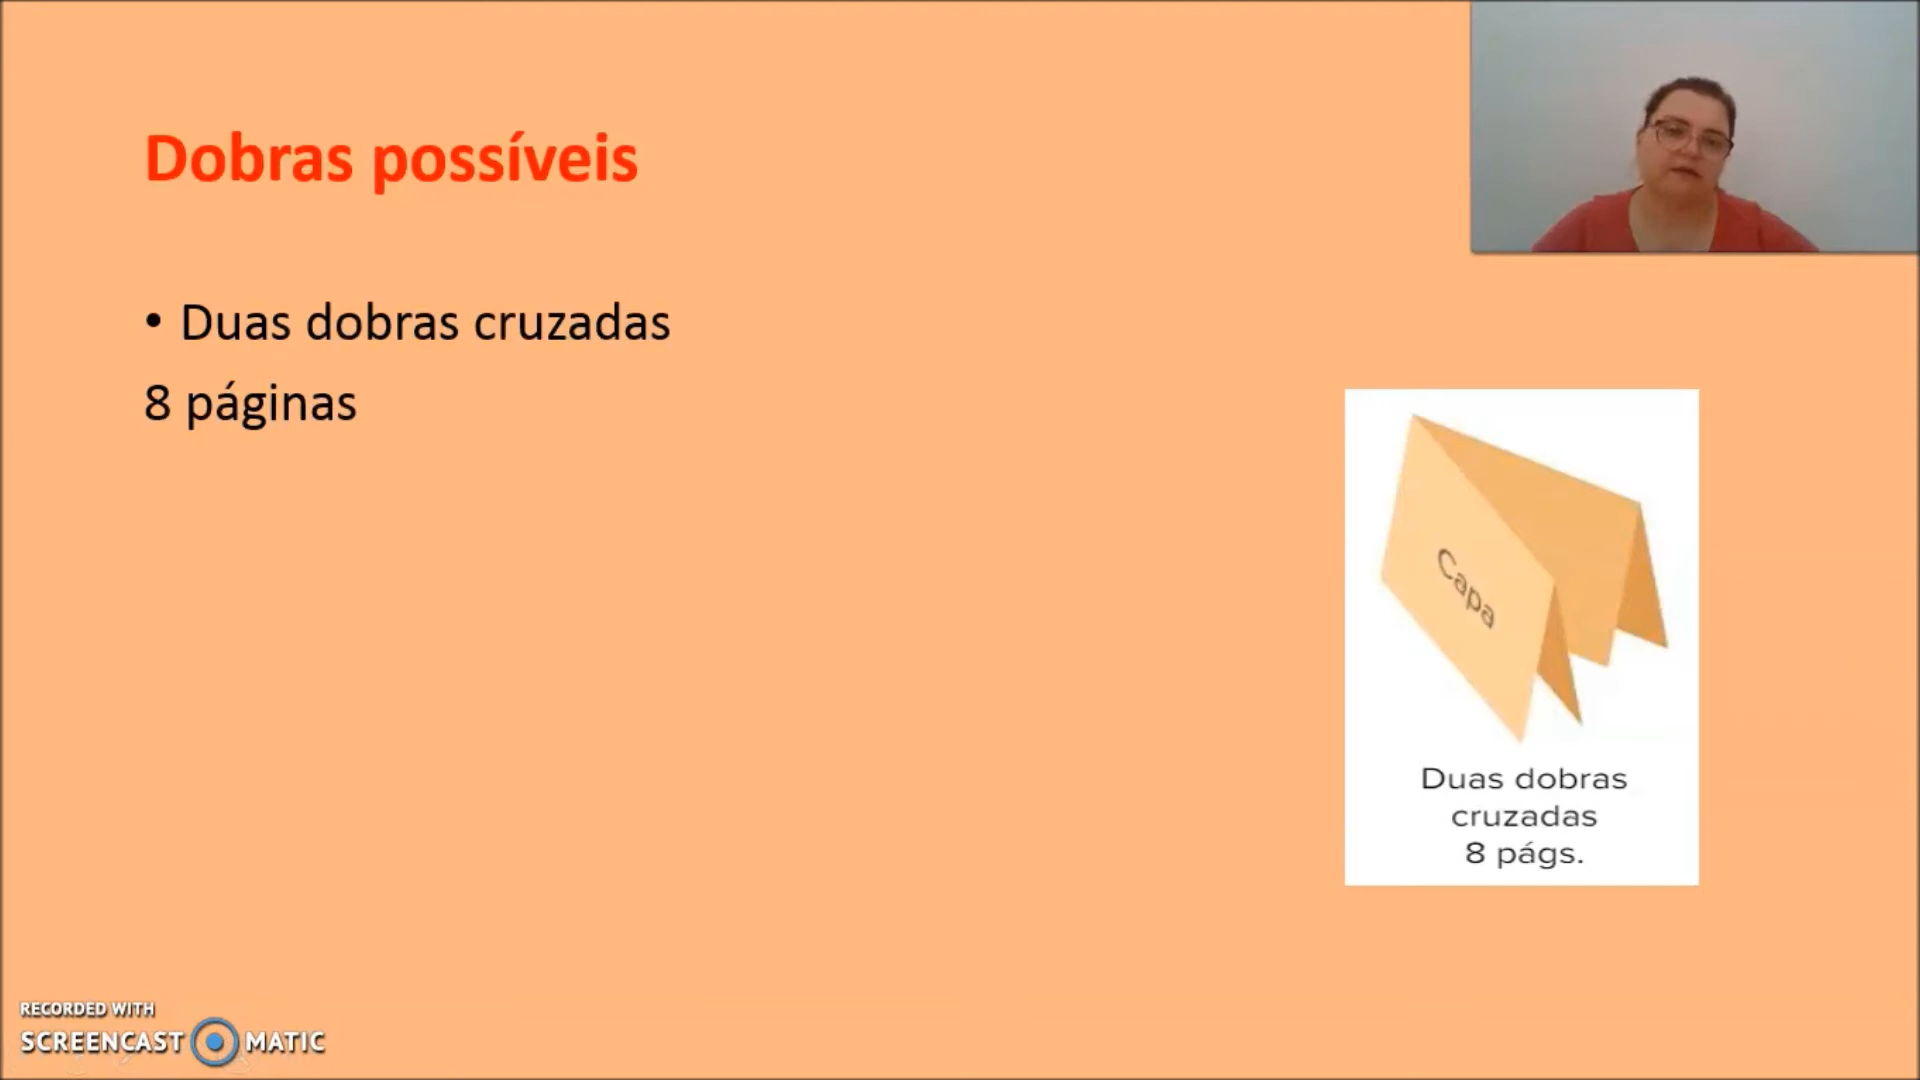 Dobras possíveis
• Duas dobras cruzadas
8 páginas
Capa
Duas dobras
cruzadas
8 págs.
RECORDED WITH
SCREENCAST MATIC